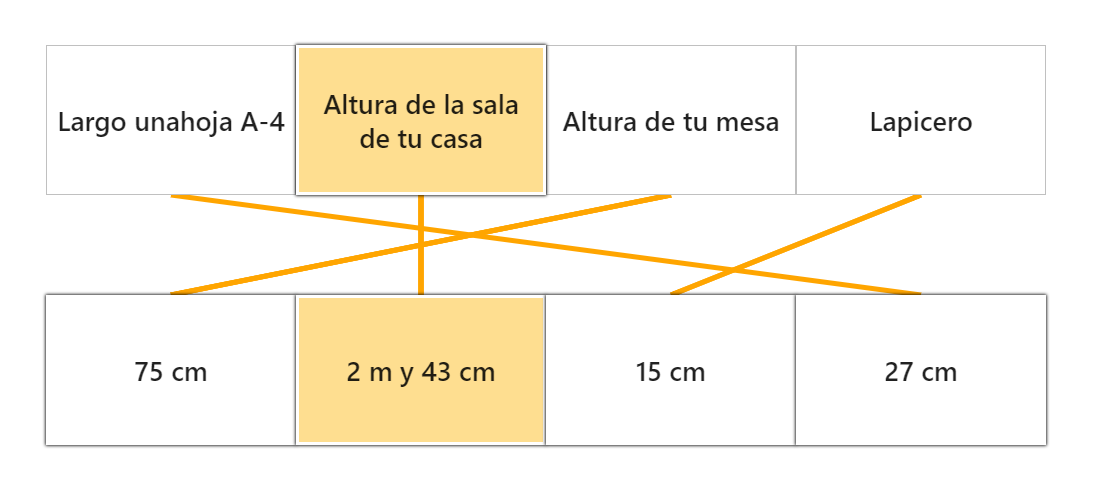 Largo unahoja A-4
Altura de la sala
de tu casa
Altura de tu mesa
Lapicero
75 cm
2 m y 43 cm
15 cm
27 cm